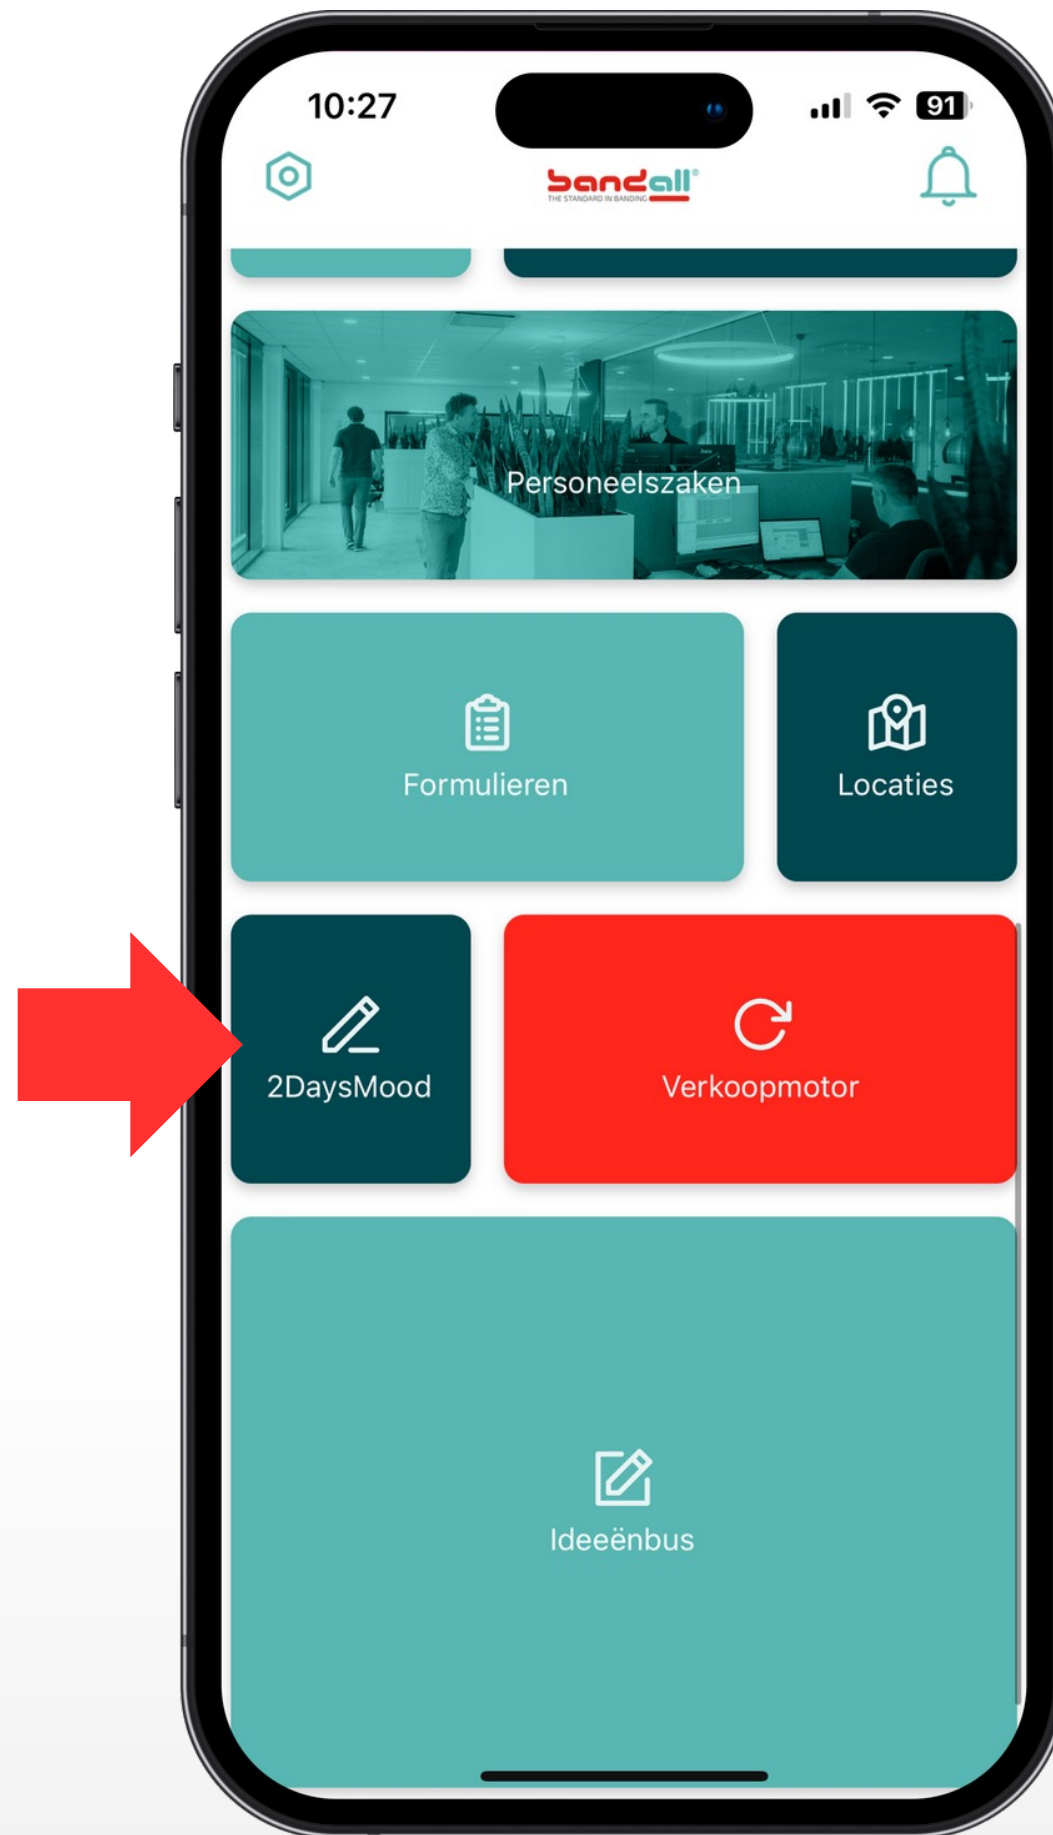 10:27
91
bandall®
THE STANDARD IN BANDING
Personeelszaken
Formulieren
Locaties
2DaysMood
Verkoopmotor
Ideeënbus